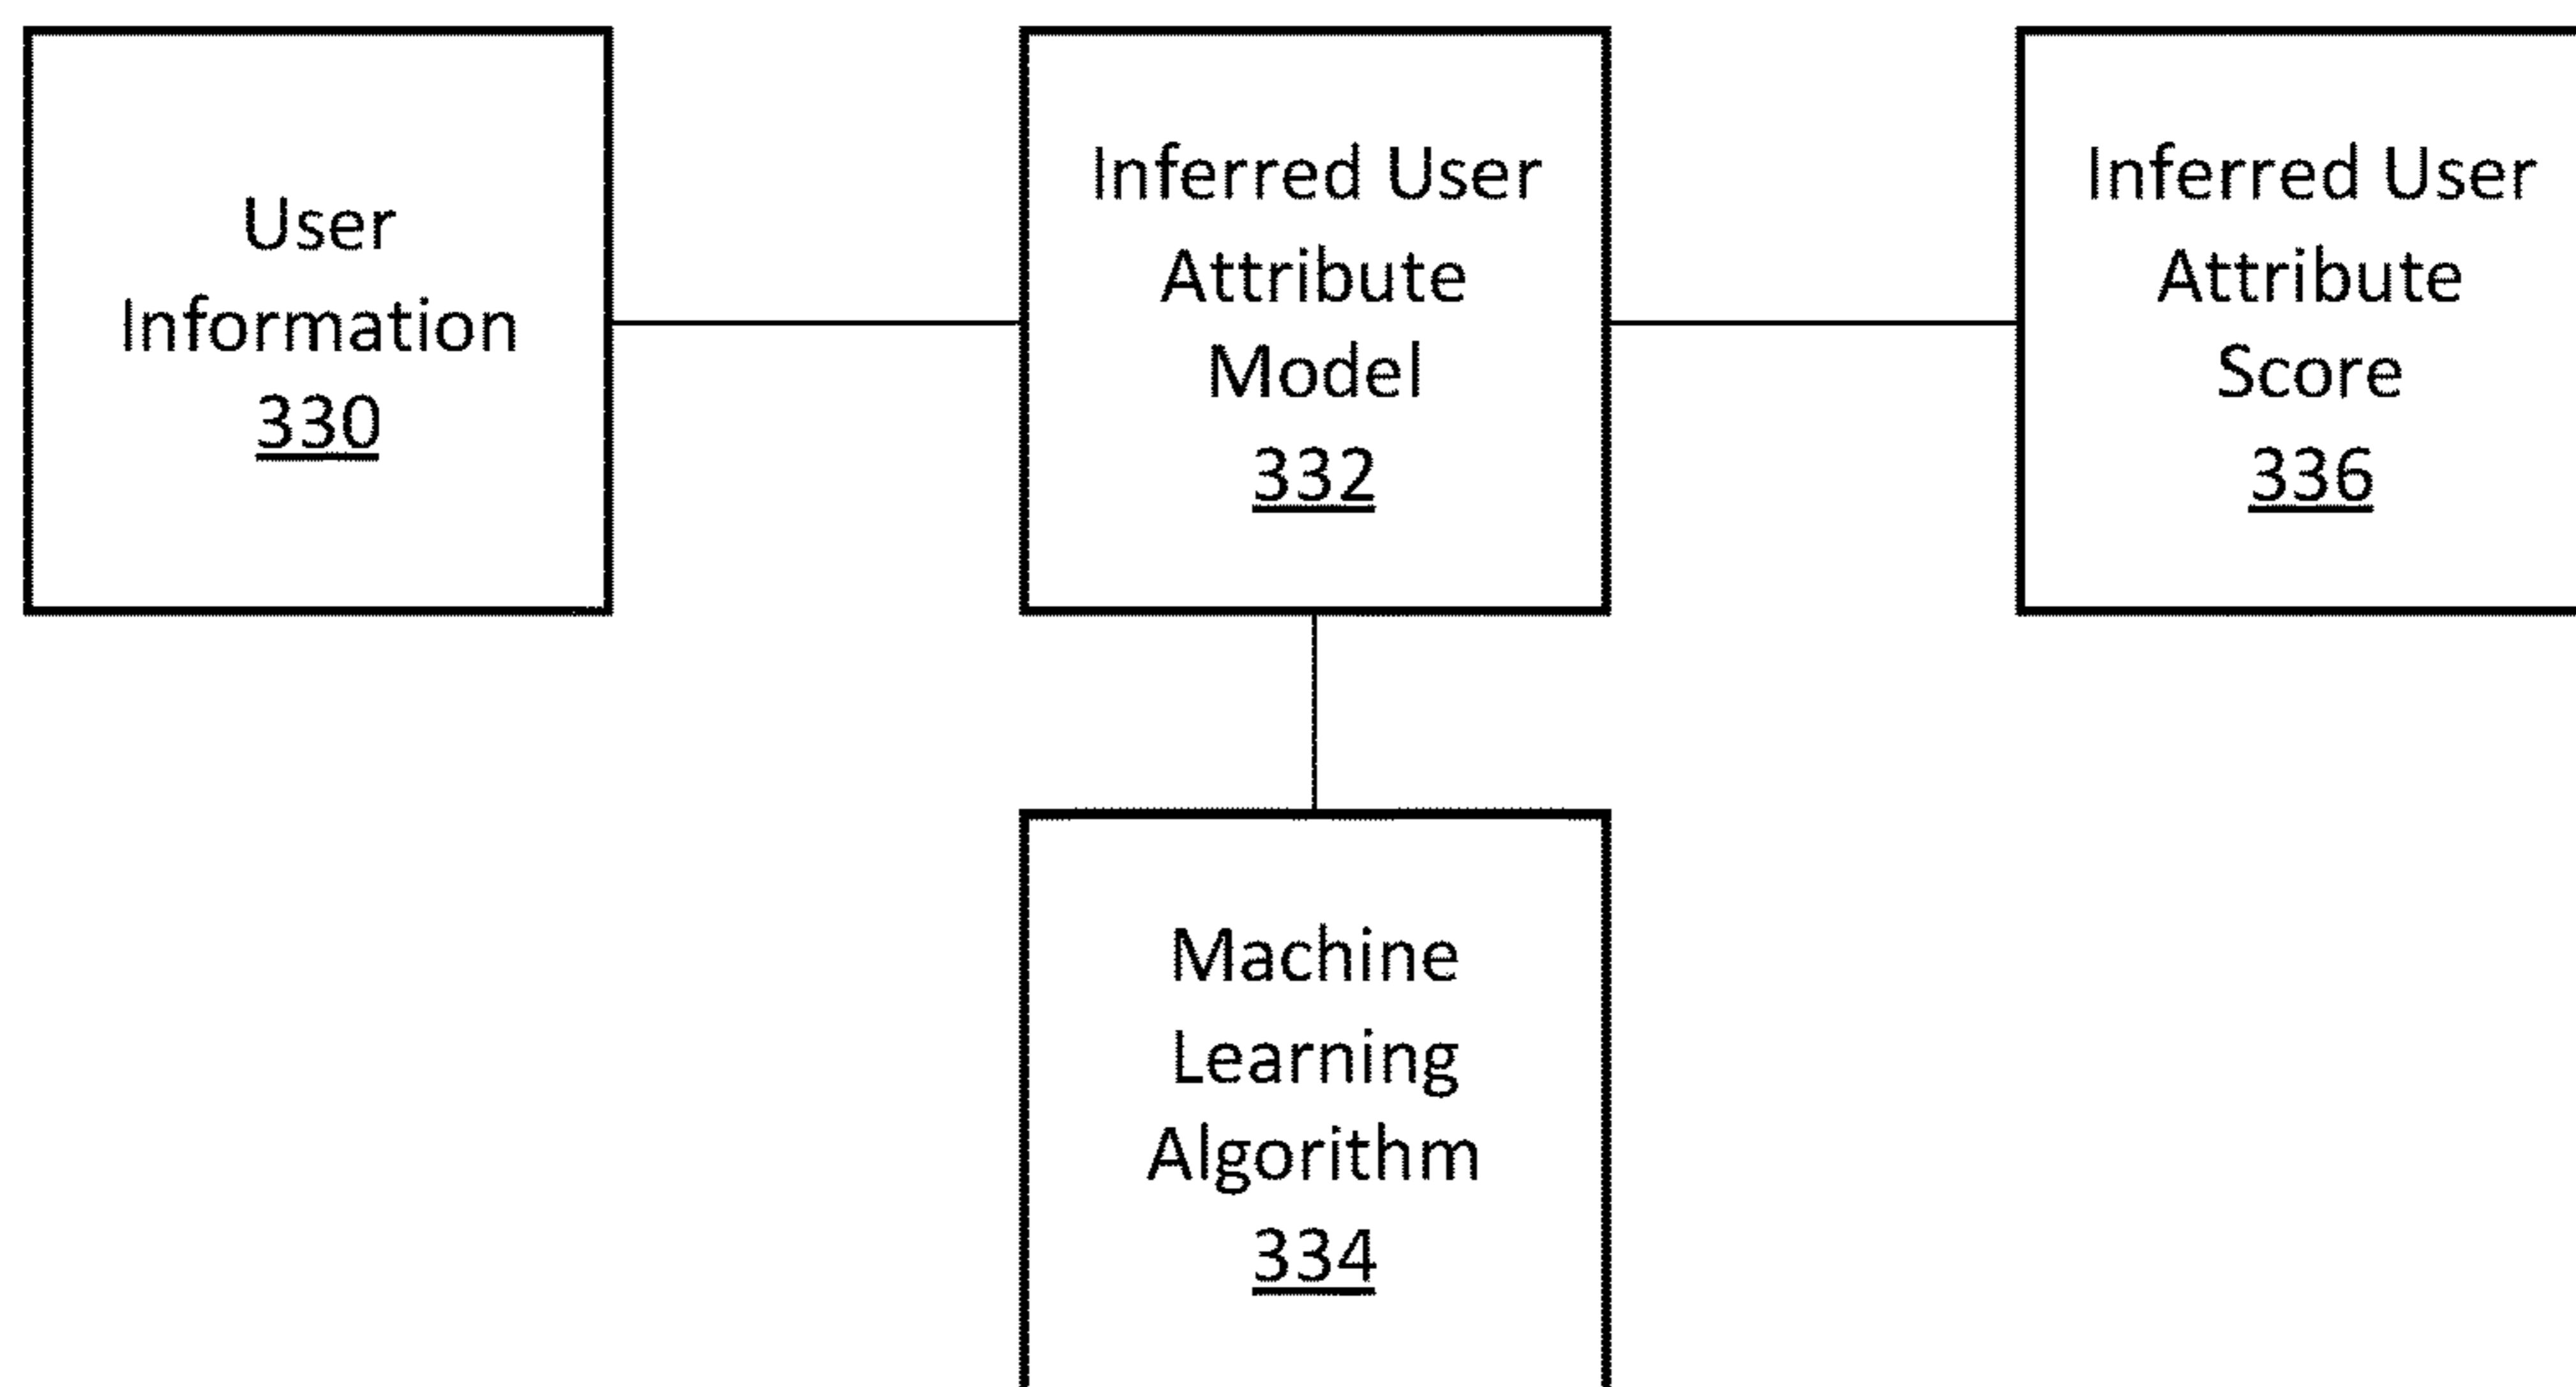 User
Information
330
Inferred User
Attribute
Model
332
Inferred User
Attribute
Score
336
Machine
Learning
Algorithm
334